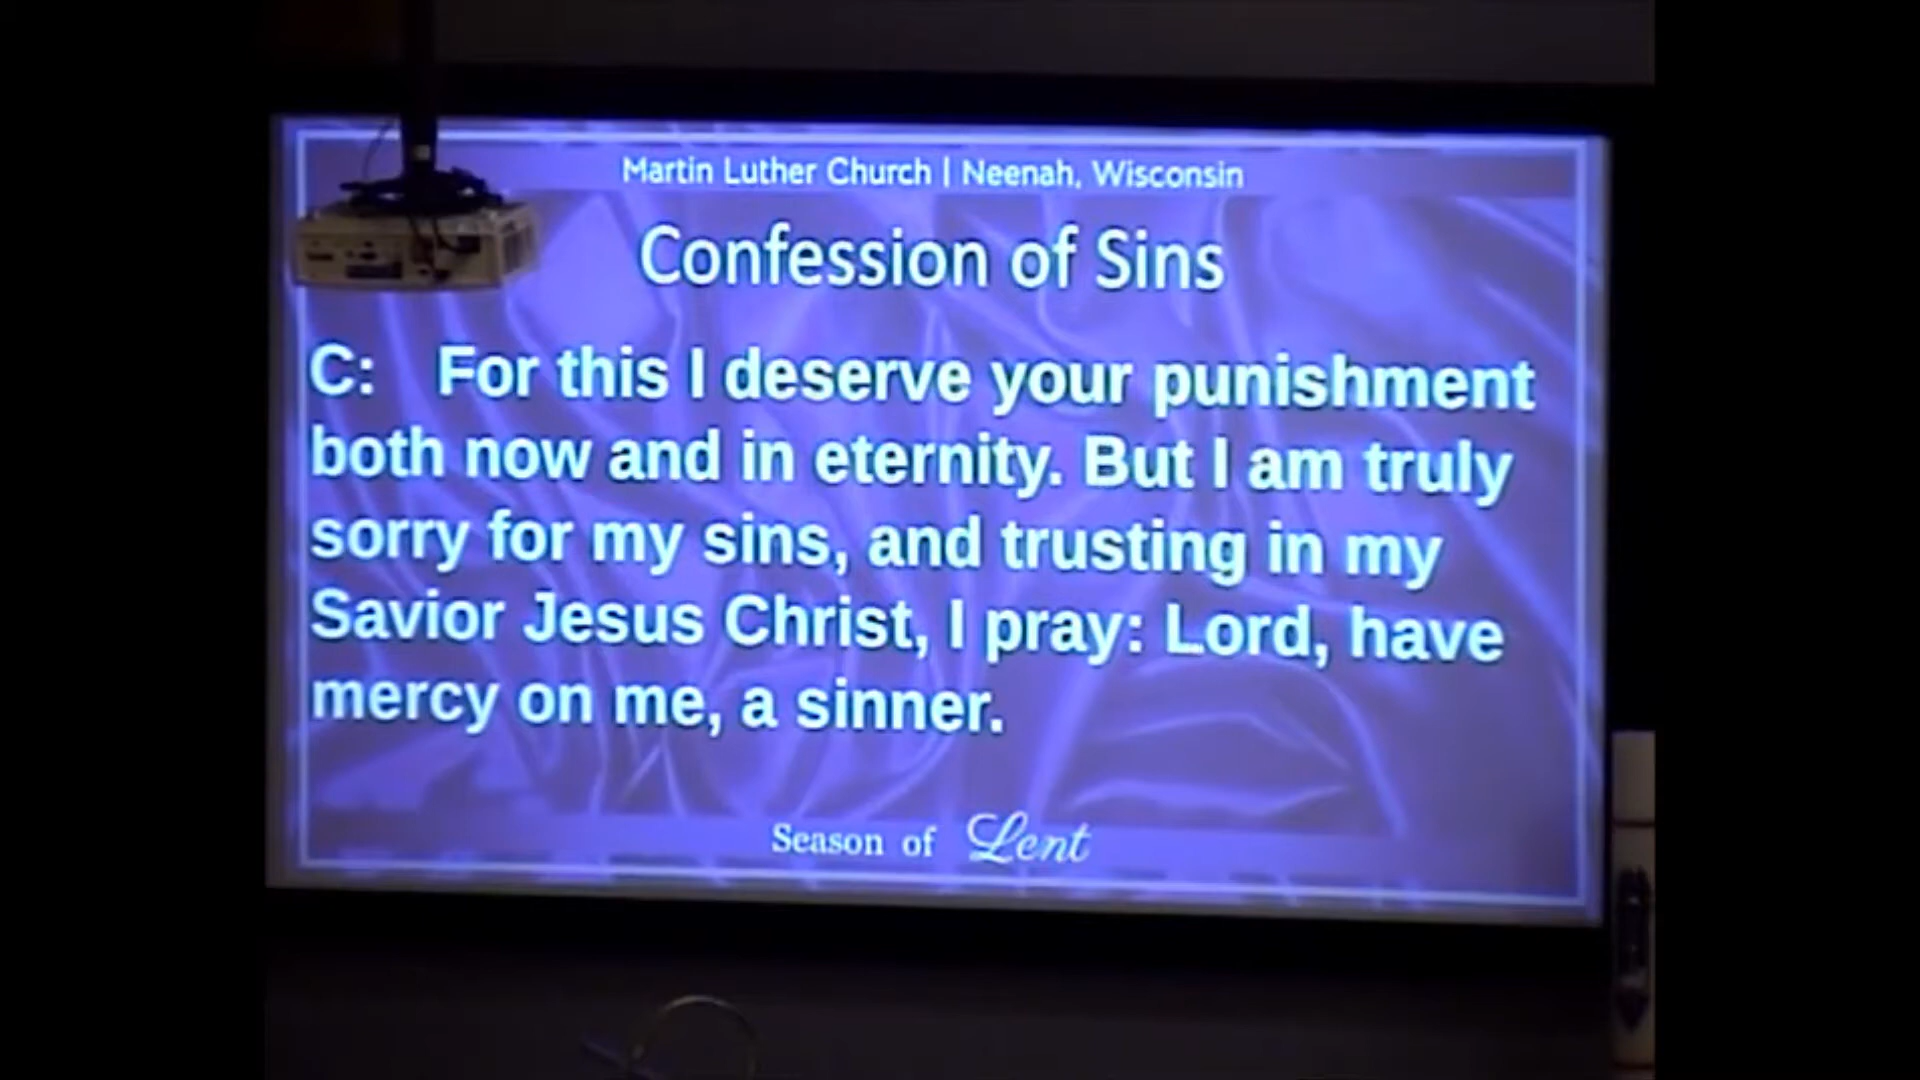 Martin Luther Church | Neenah, Wisconsin
Confession of Sins
C: For this I deserve your punishment
both now and in eternity. But I am truly
sorry for my sins, and trusting in my
Savior Jesus Christ, I pray: Lord, have
mercy on me, a sinner.
Season of Lent